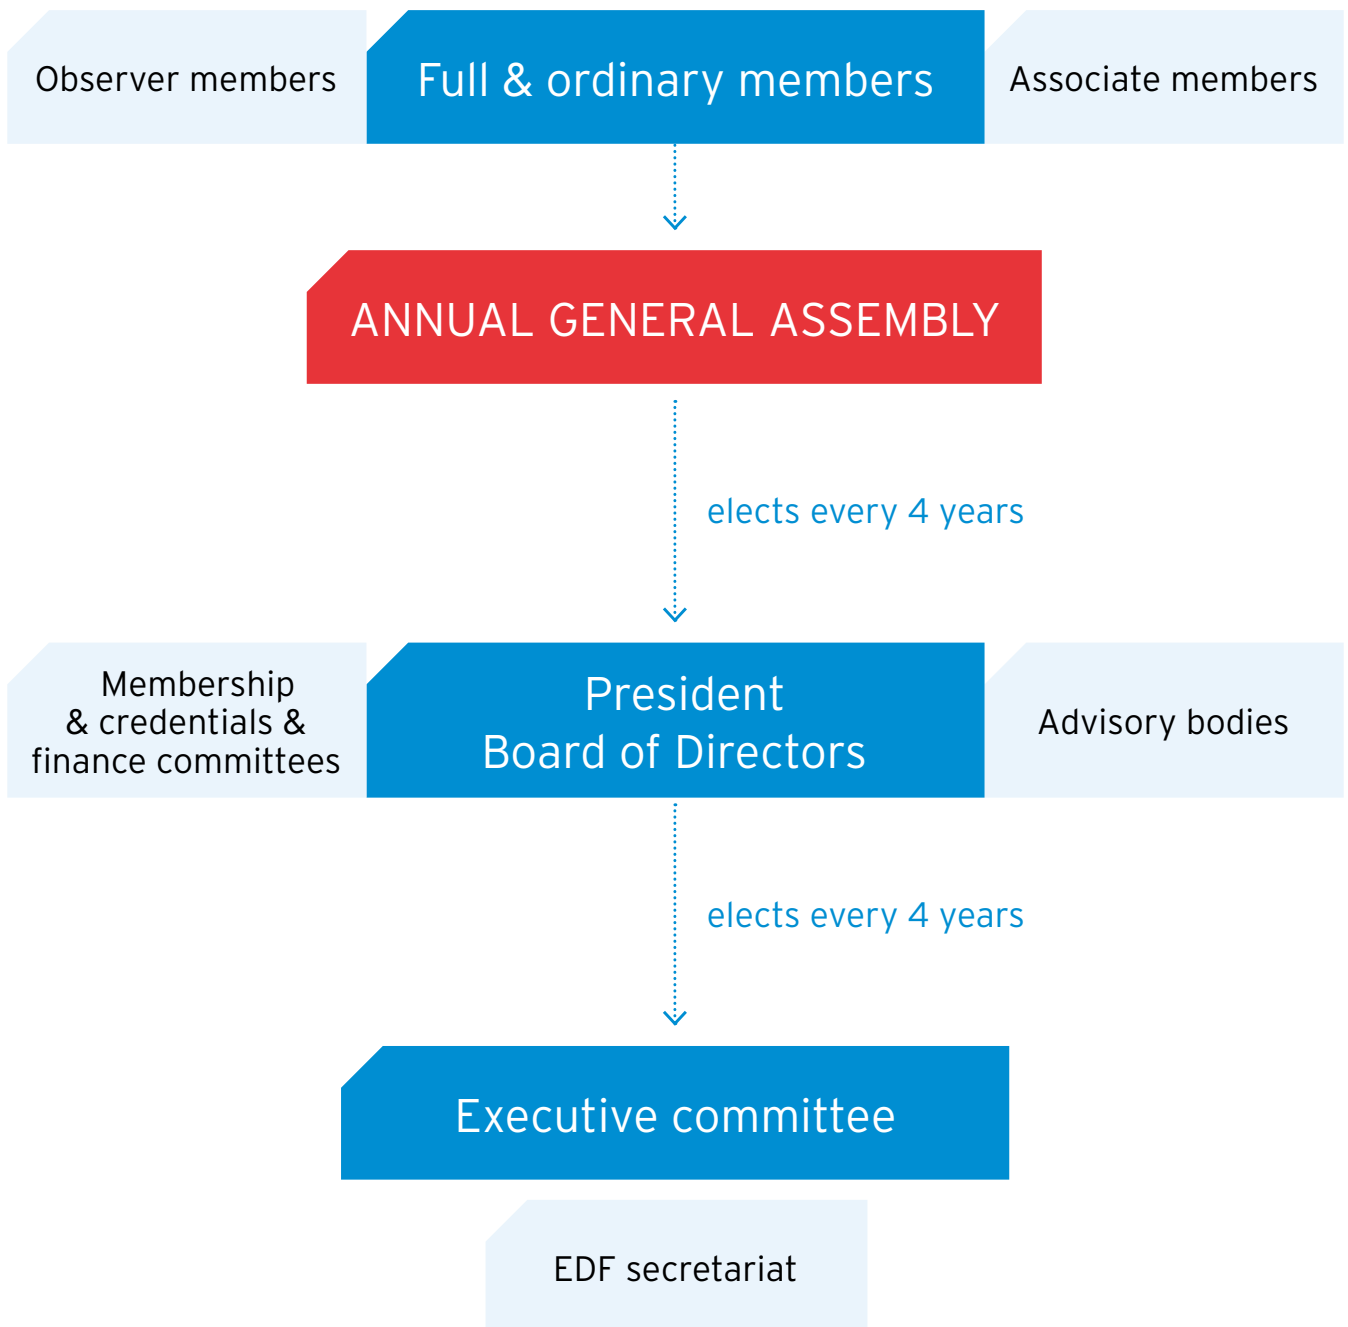 Observer members
Full & ordinary members
Associate members
ANNUAL GENERAL ASSEMBLY
elects every 4 years
Membership
& credentials &
finance committees
President
Board of Directors
Advisory bodies
elects every 4 years
Executive committee
EDF secretariat